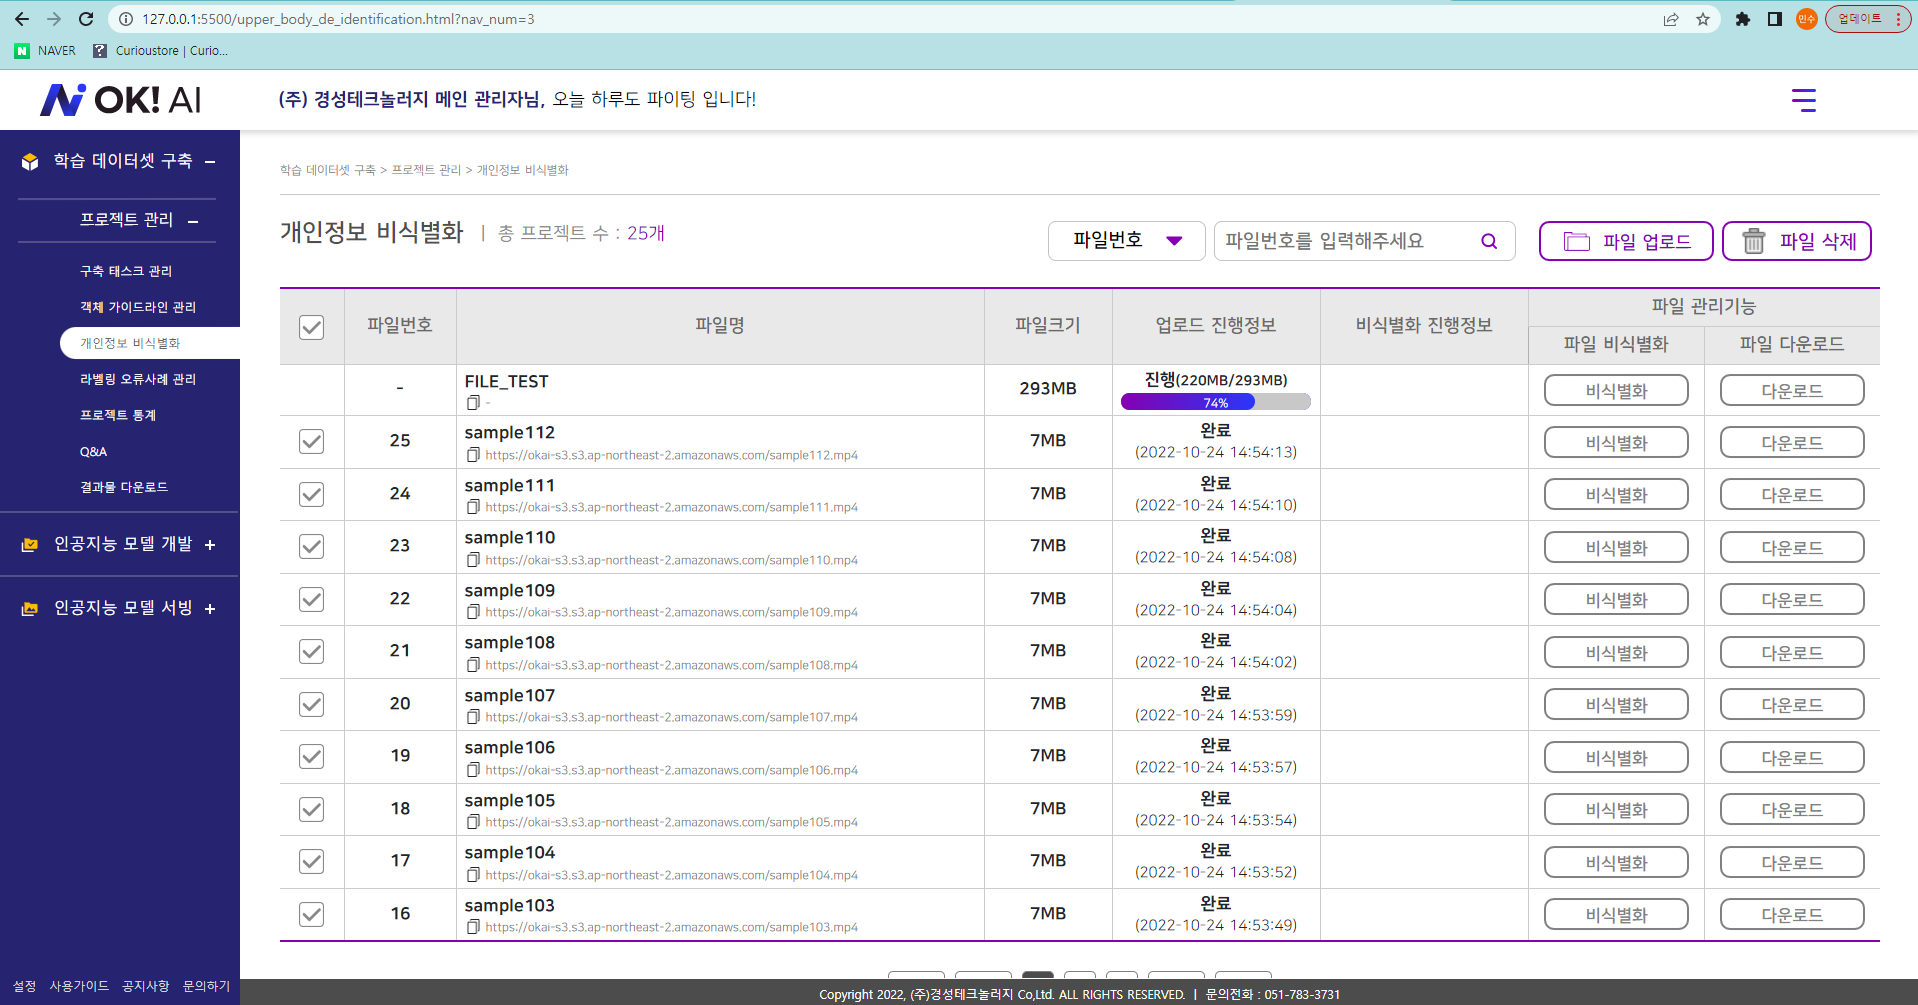 127.0.0.1:5500/upper_body_de_identification.html?nav_num=3
인수
업데이트
N NAVER
Curioustore | Curio...
OK! AI
(주) 경성테크놀러지 메인 관리자님, 오늘 하루도 파이팅 입니다!
학습 데이터셋 구축 –
프로젝트 관리 –
구축 태스크 관리
객체 가이드라인 관리
개인정보 비식별화
라벨링 오류사례 관리
프로젝트 통계
Q&A
결과물 다운로드
인공지능 모델 개발 +
인공지능 모델 서빙 +
설정 사용가이드 공지사항 문의하기
학습 데이터셋 구축 > 프로젝트 관리 > 개인정보 비식별화
개인정보 비식별화 | 총 프로젝트 수 : 25개
파일번호
파일번호를 입력해주세요
파일 업로드
파일 삭제
파일번호 파일명 파일크기 업로드 진행정보 비식별화 진행정보 파일 관리기능
파일 비식별화 파일 다운로드
- FILE_TEST 293MB 진행(220MB/293MB) 비식별화 다운로드
- 74%
25 sample112 7MB 완료 비식별화 다운로드
https://okai-s3.s3.ap-northeast-2.amazonaws.com/sample112.mp4 (2022-10-24 14:54:13)
24 sample111 7MB 완료 비식별화 다운로드
https://okai-s3.s3.ap-northeast-2.amazonaws.com/sample111.mp4 (2022-10-24 14:54:10)
23 sample110 7MB 완료 비식별화 다운로드
https://okai-s3.s3.ap-northeast-2.amazonaws.com/sample110.mp4 (2022-10-24 14:54:08)
22 sample109 7MB 완료 비식별화 다운로드
https://okai-s3.s3.ap-northeast-2.amazonaws.com/sample109.mp4 (2022-10-24 14:54:04)
21 sample108 7MB 완료 비식별화 다운로드
https://okai-s3.s3.ap-northeast-2.amazonaws.com/sample108.mp4 (2022-10-24 14:54:02)
20 sample107 7MB 완료 비식별화 다운로드
https://okai-s3.s3.ap-northeast-2.amazonaws.com/sample107.mp4 (2022-10-24 14:53:59)
19 sample106 7MB 완료 비식별화 다운로드
https://okai-s3.s3.ap-northeast-2.amazonaws.com/sample106.mp4 (2022-10-24 14:53:57)
18 sample105 7MB 완료 비식별화 다운로드
https://okai-s3.s3.ap-northeast-2.amazonaws.com/sample105.mp4 (2022-10-24 14:53:54)
17 sample104 7MB 완료 비식별화 다운로드
https://okai-s3.s3.ap-northeast-2.amazonaws.com/sample104.mp4 (2022-10-24 14:53:52)
16 sample103 7MB 완료 비식별화 다운로드
https://okai-s3.s3.ap-northeast-2.amazonaws.com/sample103.mp4 (2022-10-24 14:53:49)
Copyright 2022, (주)경성테크놀러지 Co,Ltd. ALL RIGHTS RESERVED. | 문의전화 : 051-783-3731